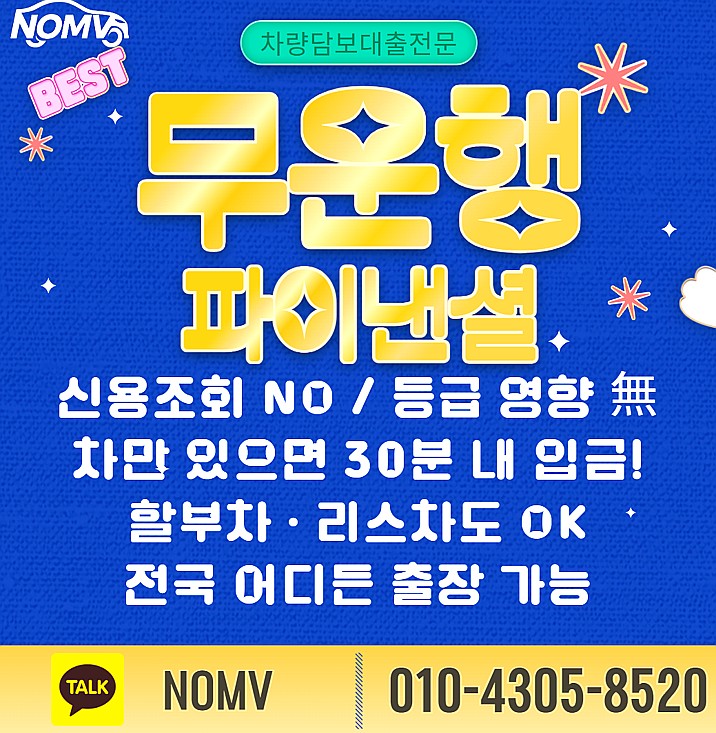 NOMV
차량담보대출전문
BEST
무운행
파이낸셜
신용조회 NO / 등급 영향 無
차만 있으면 30분 내 입금!
할부차 · 리스차도 OK
전국 어디든 출장 가능
TALK NOMV 010-4305-8520